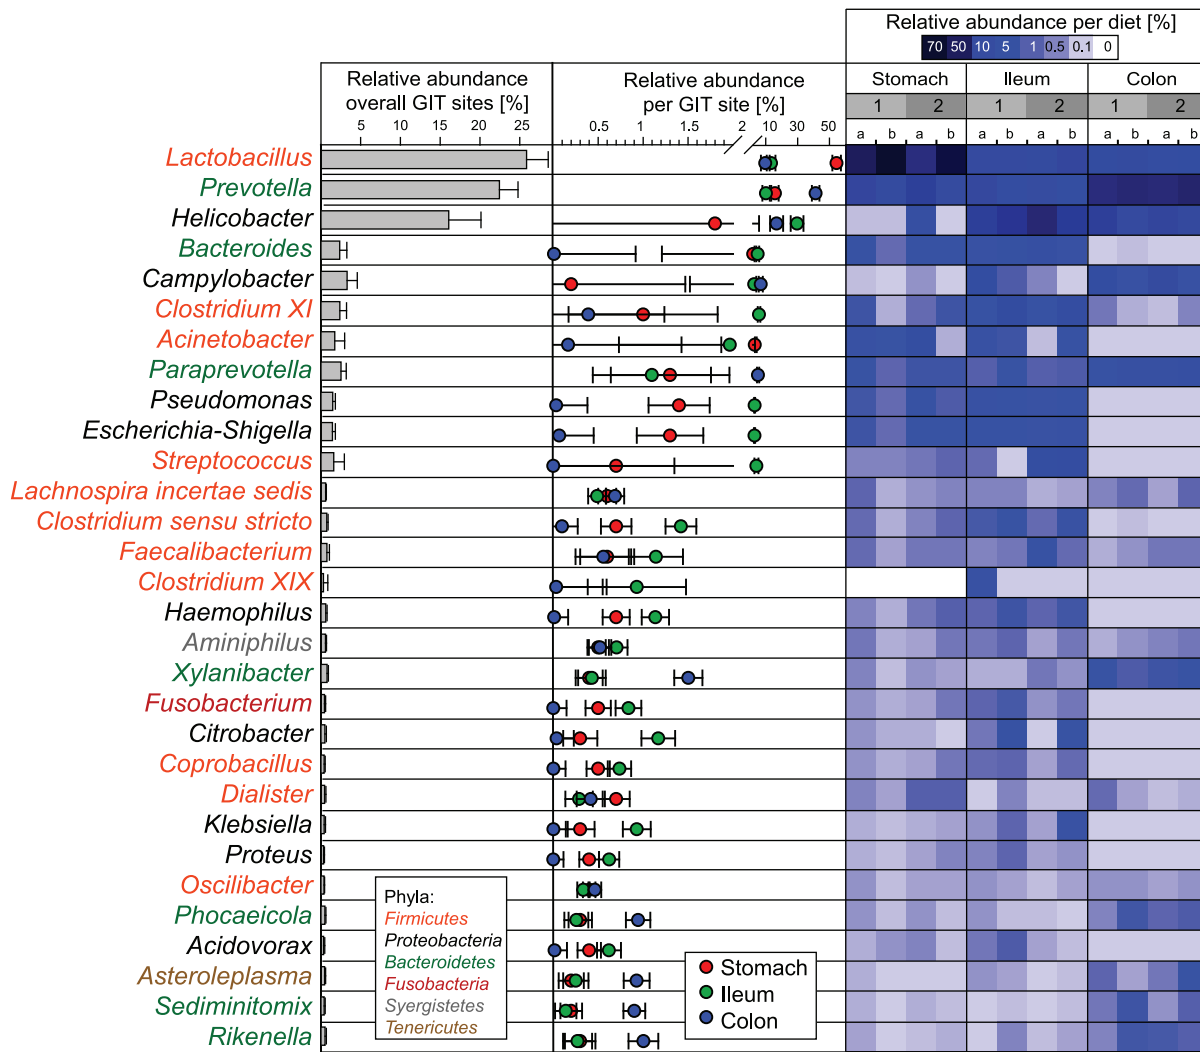 Relative abundance per diet [%]
70 50 10 5 1 0.5 0.1 0
Relative abundance
overall GIT sites [%]
Relative abundance
per GIT site [%]
Stomach Ileum Colon
1 2 1 2 1 2
5 10 15 20 25
0.5 1 1.5 2 10 30 50
a b a b a b a b a b a b
Lactobacillus
Prevotella
Helicobacter
Bacteroides
Campylobacter
Clostridium XI
Acinetobacter
Paraprevotella
Pseudomonas
Escherichia-Shigella
Streptococcus
Lachnospira incertae sedis
Clostridium sensu stricto
Faecalibacterium
Clostridium XIX
Haemophilus
Aminiphilus
Xylanibacter
Fusobacterium
Citrobacter
Coprobacillus
Dialister
Klebsiella
Proteus
Oscilibacter
Phocaeicola
Acidovorax
Asteroleplasma
Sediminitomix
Rikenella
Phyla:
Firmicutes
Proteobacteria
Bacteroidetes
Fusobacteria
Syergistetes
Tenericutes
Stomach
Ileum
Colon